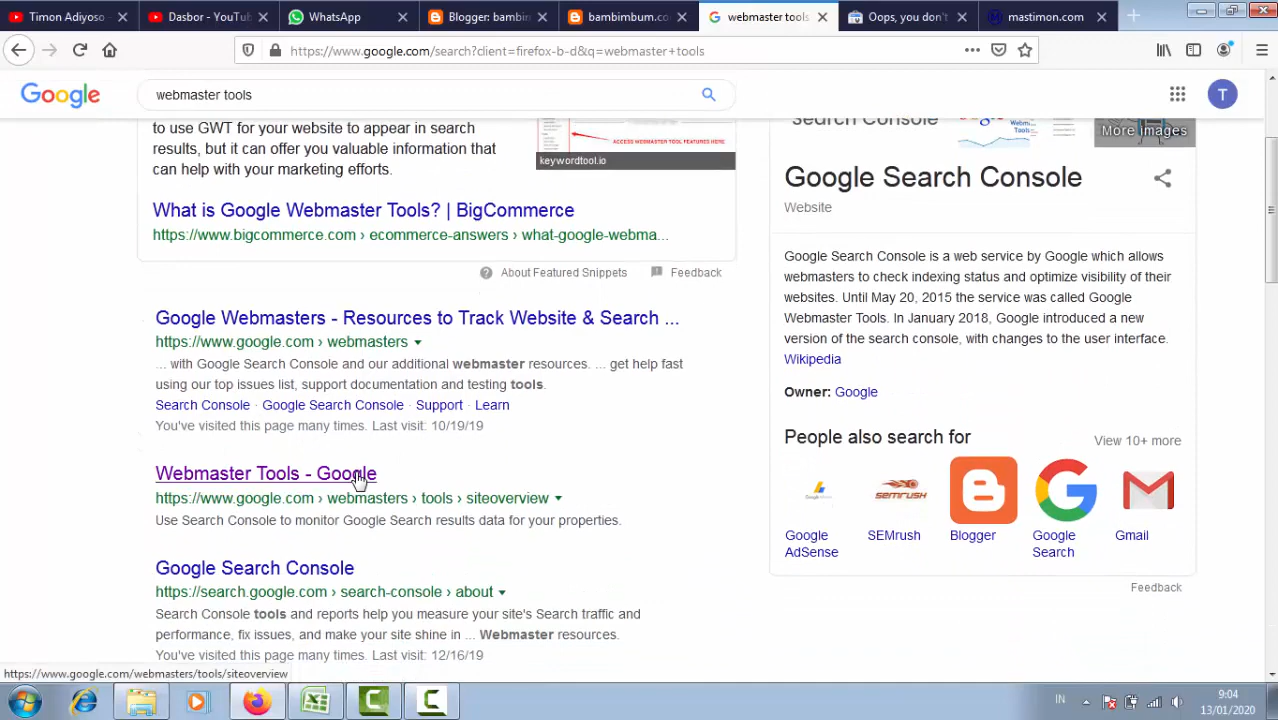 Timon Adiyoso -
Dasbor - YouTu
WhatsApp
Blogger: bambim
bambimbum.co
webmaster tools
Oops, you don't
mastimon.com
https://www.google.com/search?client=firefox-b-d&q=webmaster+tools
Google
webmaster tools
T
to use GWT for your website to appear in search
results, but it can offer you valuable information that
can help with your marketing efforts.
ACCESS WEBMASTER TOOL FEATURES HERE!
keywordtool.io
What is Google Webmaster Tools? | BigCommerce
https://www.bigcommerce.com › ecommerce-answers › what-google-webma...
About Featured Snippets
Feedback
Google Webmasters - Resources to Track Website & Search ...
https://www.google.com › webmasters
... with Google Search Console and our additional webmaster resources. ... get help fast
using our top issues list, support documentation and testing tools.
Search Console · Google Search Console · Support · Learn
You've visited this page many times. Last visit: 10/19/19
Webmaster Tools - Google
https://www.google.com › webmasters › tools › siteoverview
Use Search Console to monitor Google Search results data for your properties.
Google Search Console
https://search.google.com › search-console › about
Search Console tools and reports help you measure your site's Search traffic and
performance, fix issues, and make your site shine in ... Webmaster resources.
You've visited this page many times. Last visit: 12/16/19
Search Console
Tools
More images
Google Search Console
Website
Google Search Console is a web service by Google which allows
webmasters to check indexing status and optimize visibility of their
websites. Until May 20, 2015 the service was called Google
Webmaster Tools. In January 2018, Google introduced a new
version of the search console, with changes to the user interface.
Wikipedia
Owner: Google
People also search for
View 10+ more
Google AdSense
SEMrush
SEMrush
Blogger
Google Search
Gmail
Feedback
https://www.google.com/webmasters/tools/siteoverview
IN
9:04
13/01/2020